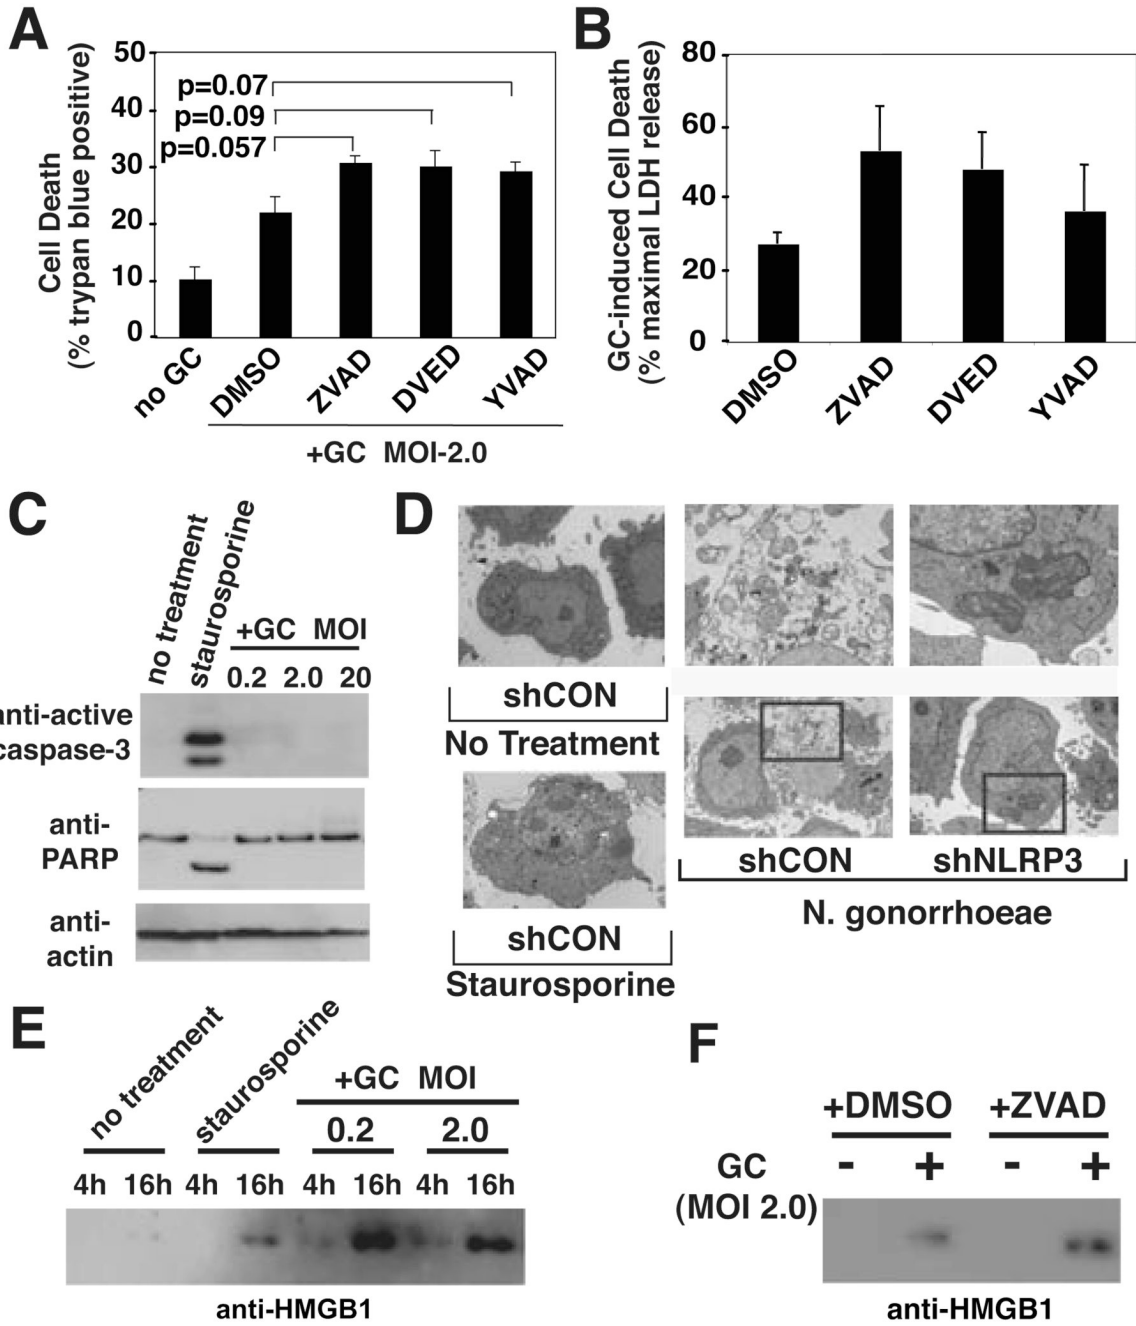 A
Cell Death
(% trypan blue positive)
50
40
30
20
10
0
p=0.07
p=0.09
p=0.057
no GC
DMSO
ZVAD
DVED
YVAD
+GC MOI-2.0
B
GC-induced Cell Death
(% maximal LDH release)
80
60
40
20
0
DMSO
ZVAD
DVED
YVAD
C
no treatment
staurosporine
+GC MOI
0.2 2.0 20
anti-active
caspase-3
anti-
PARP
anti-
actin
D
shCON
No Treatment
shCON
Staurosporine
shCON shNLRP3
N. gonorrhoeae
E
no treatment
staurosporine
+GC MOI
0.2 2.0
4h 16h 4h 16h 4h 16h 4h 16h
anti-HMGB1
F
+DMSO +ZVAD
GC - + - +
(MOI 2.0)
anti-HMGB1